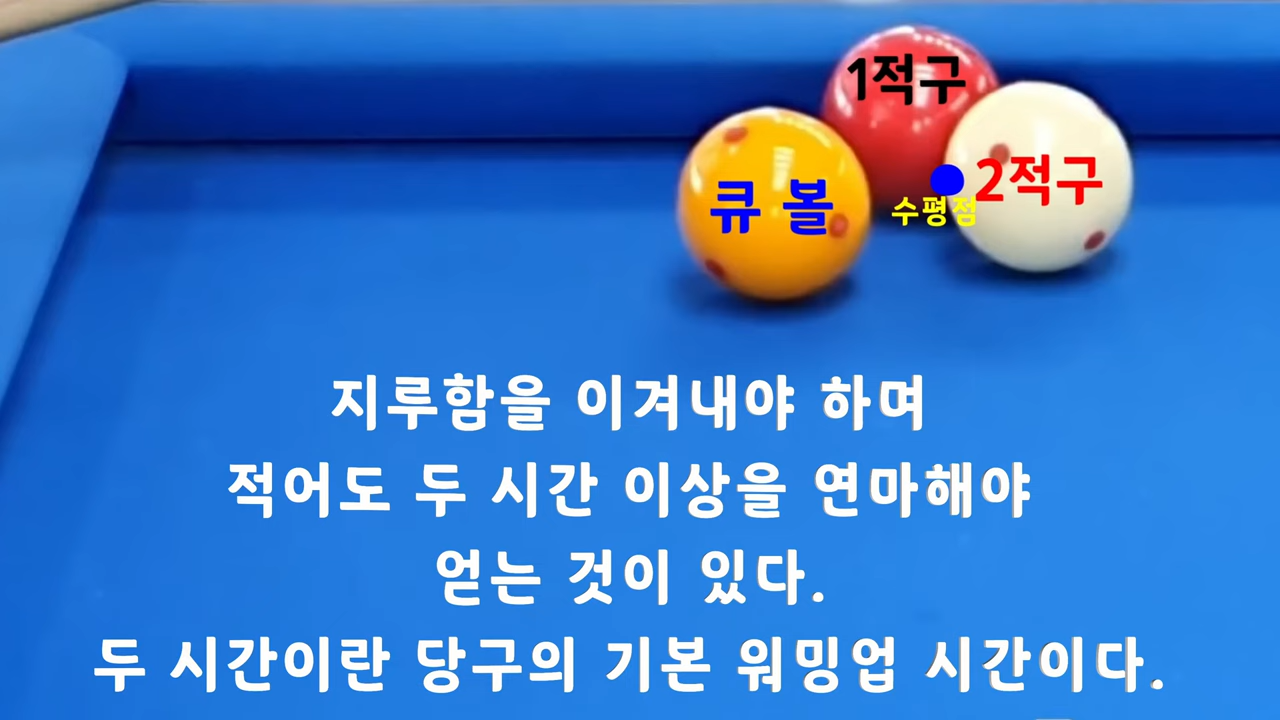 1적구
큐 볼
2적구
수평점
지루함을 이겨내야 하며
적어도 두 시간 이상을 연마해야
얻는 것이 있다.
두 시간이란 당구의 기본 워밍업 시간이다.